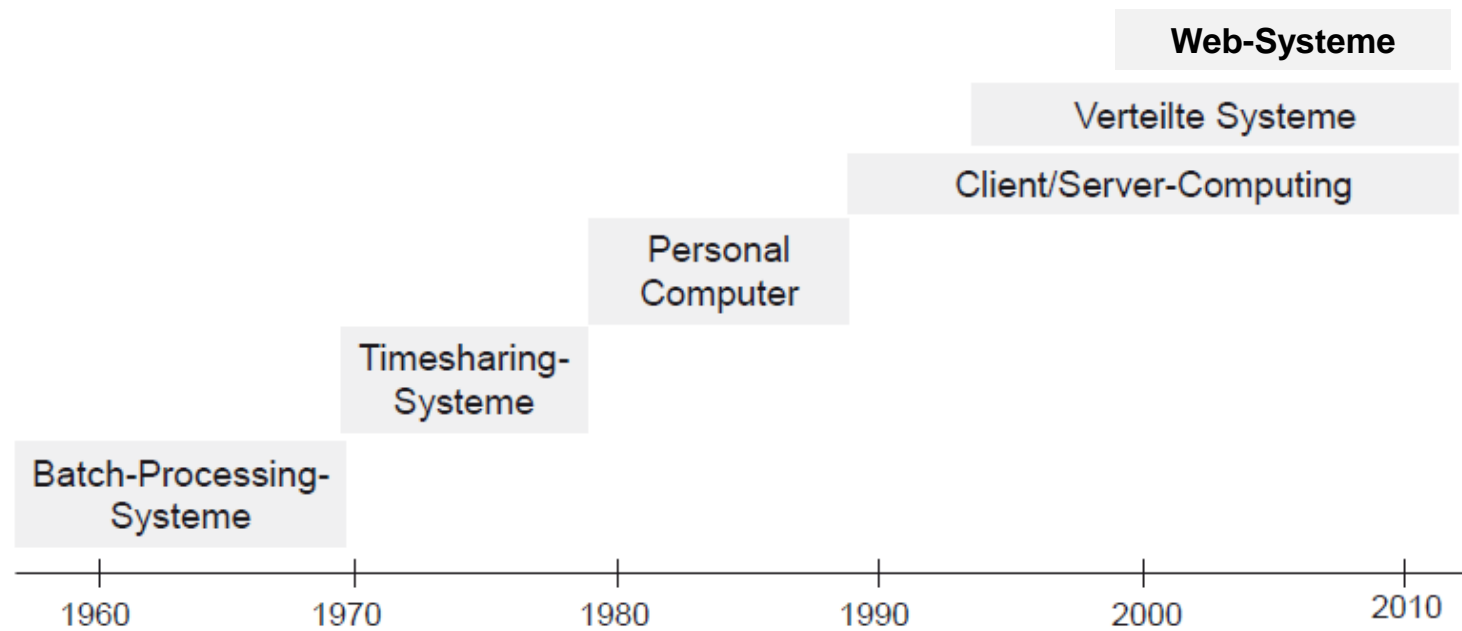 Web-Systeme
Verteilte Systeme
Client/Server-Computing
Personal
Computer
Timesharing-
Systeme
Batch-Processing-
Systeme
1960 1970 1980 1990 2000 2010